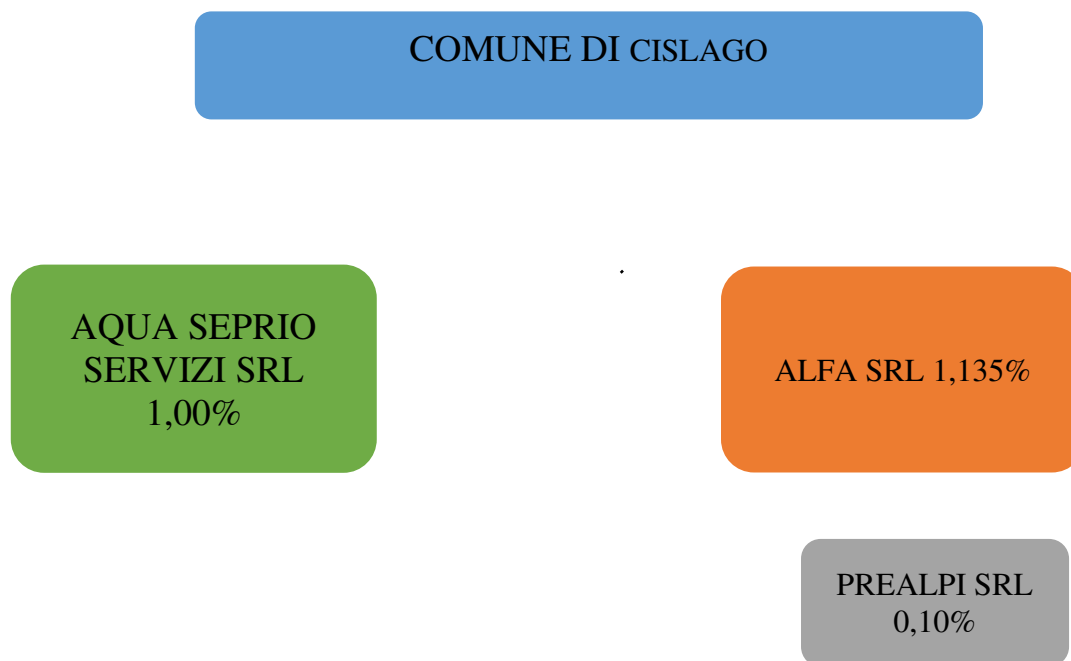 COMUNE DI CISLAGO
AQUA SEPRIO
SERVIZI SRL
1,00%
ALFA SRL 1,135%
PREALPI SRL
0,10%